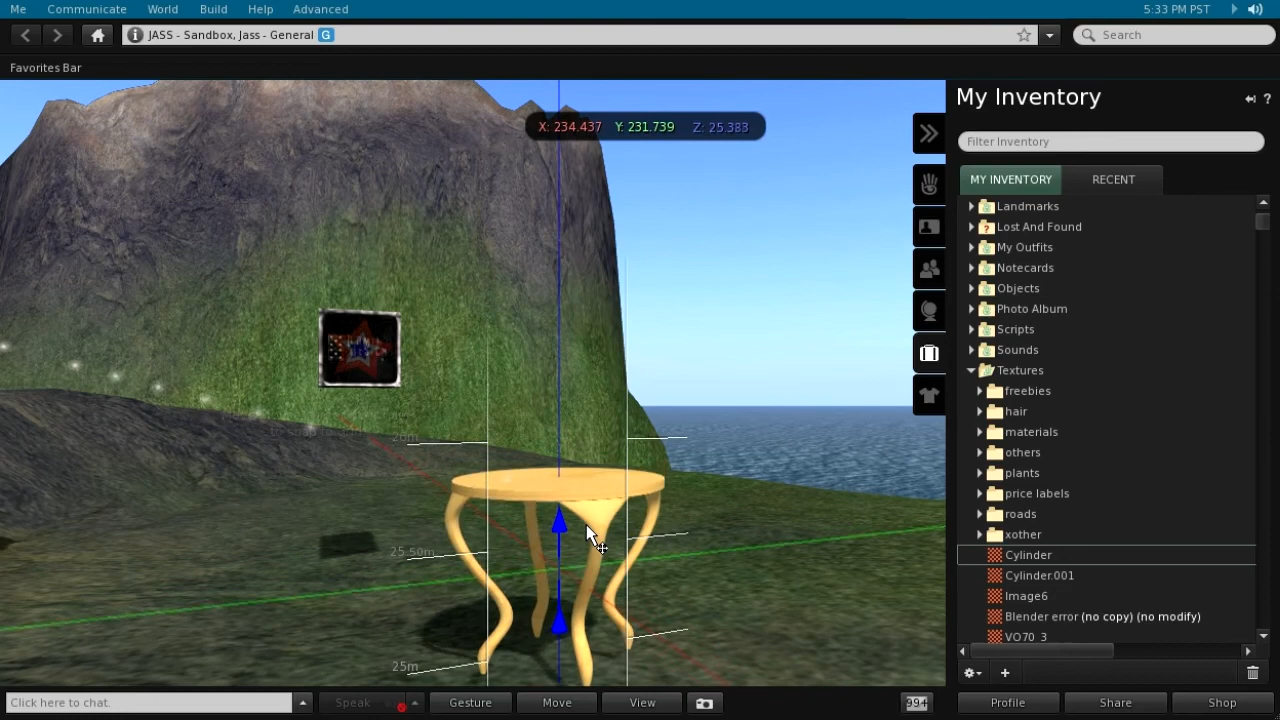 Me Communicate World Build Help Advanced 5:33 PM PST
JASS - Sandbox, Jass - General G Search
Favorites Bar
My Inventory ?
X: 234.437 Y: 231.739 Z: 25.383
Filter Inventory
MY INVENTORY RECENT
Landmarks
Lost And Found
My Outfits
Notecards
Objects
Photo Album
Scripts
Sounds
Textures
freebies
hair
materials
others
plants
price labels
roads
xother
Cylinder
Cylinder.001
Image6
Blender error (no copy) (no modify)
VO70_3
26m
25.50m
25m
Click here to chat. Speak Gesture Move View 99+ Profile Share Shop